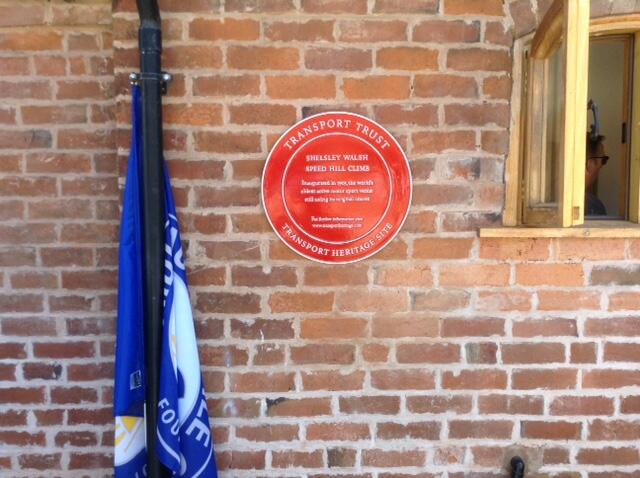 TRANSPORT TRUST
SHELSLEY WALSH
SPEED HILL CLIMB
Inaugurated in 1905, the world's
oldest active motor sport venue
still using its original course
For further information visit
www.transportheritage.com
TRANSPORT HERITAGE SITE
FOU